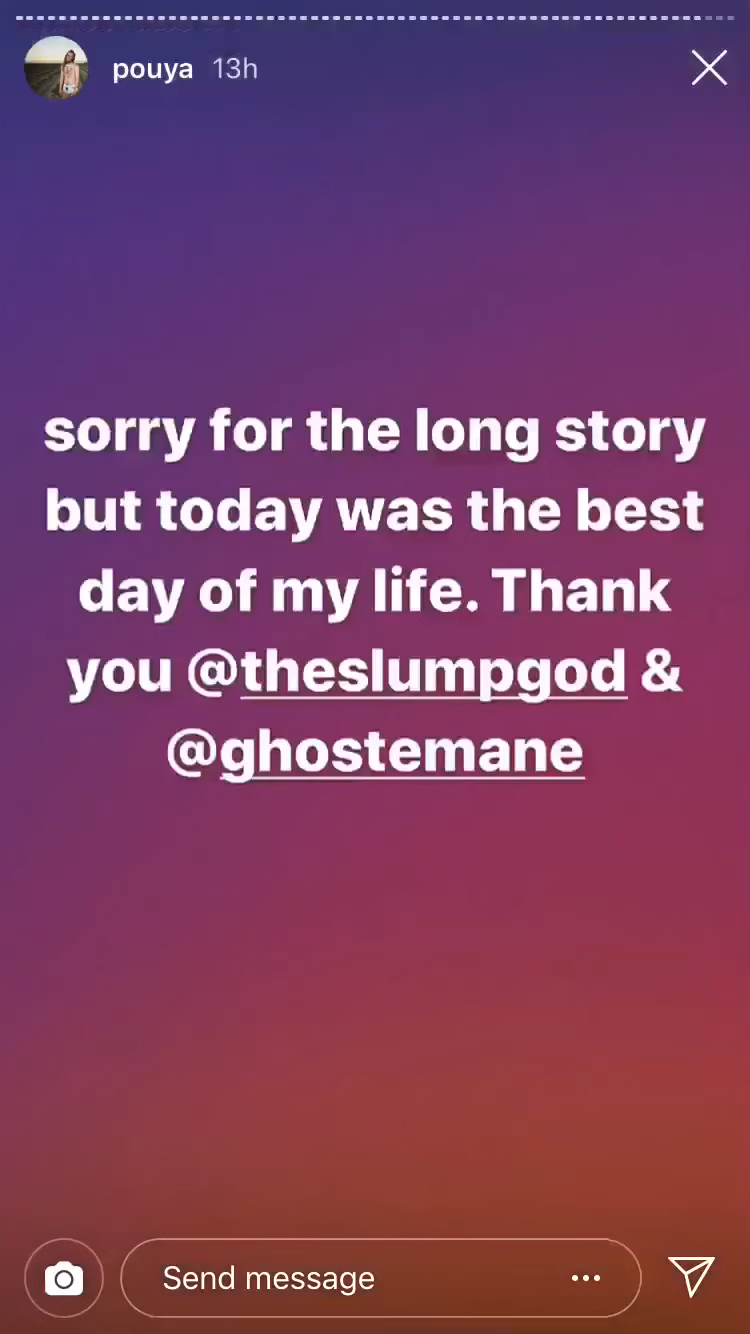 pouya 13h
sorry for the long story
but today was the best
day of my life. Thank
you @theslumpgod &
@ghostemane
Send message